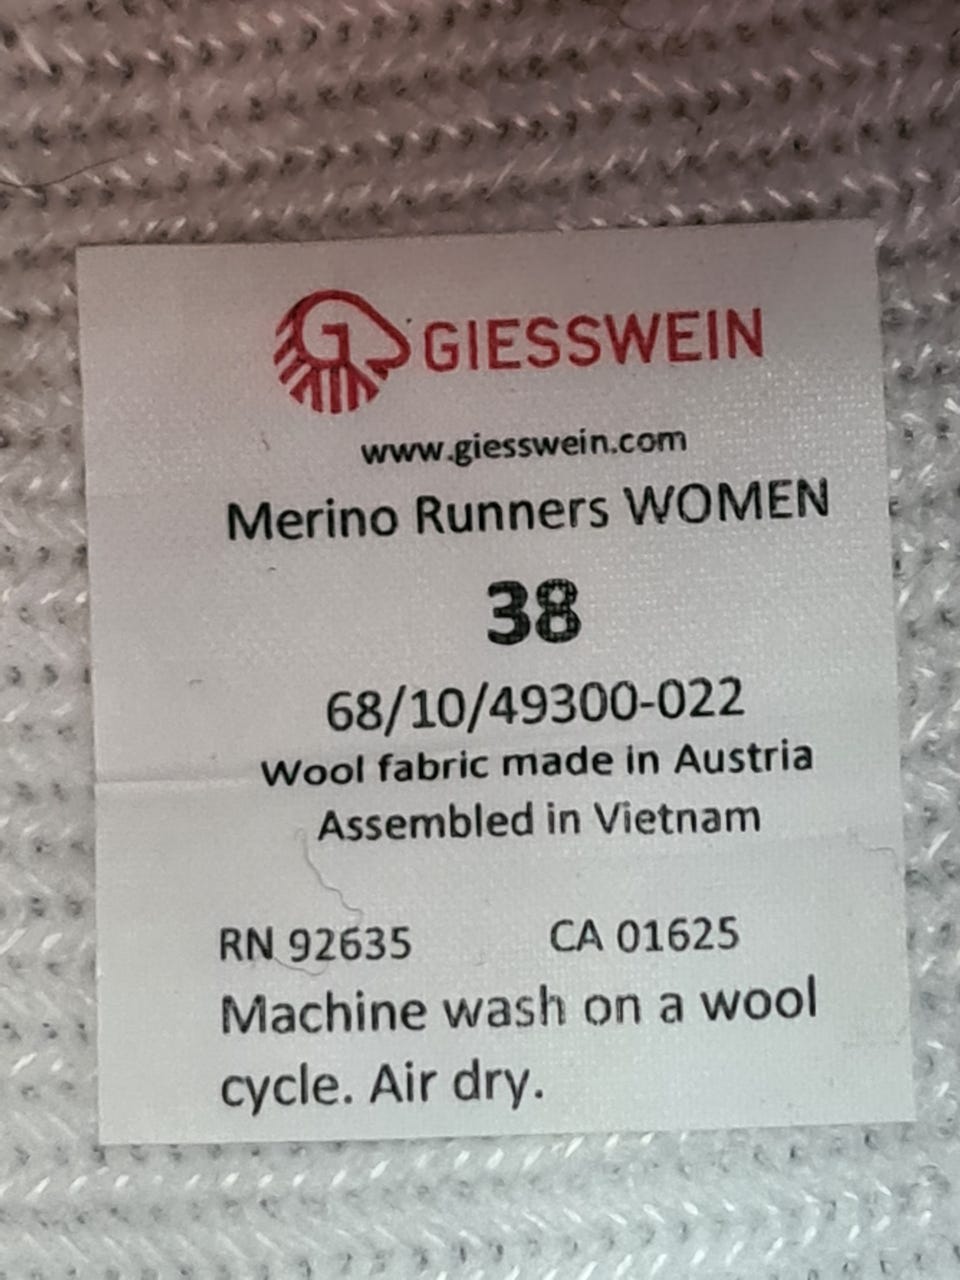 GIESSWEIN
www.giesswein.com
Merino Runners WOMEN
38
68/10/49300-022
Wool fabric made in Austria
Assembled in Vietnam
RN 92635 CA 01625
Machine wash on a wool
cycle. Air dry.